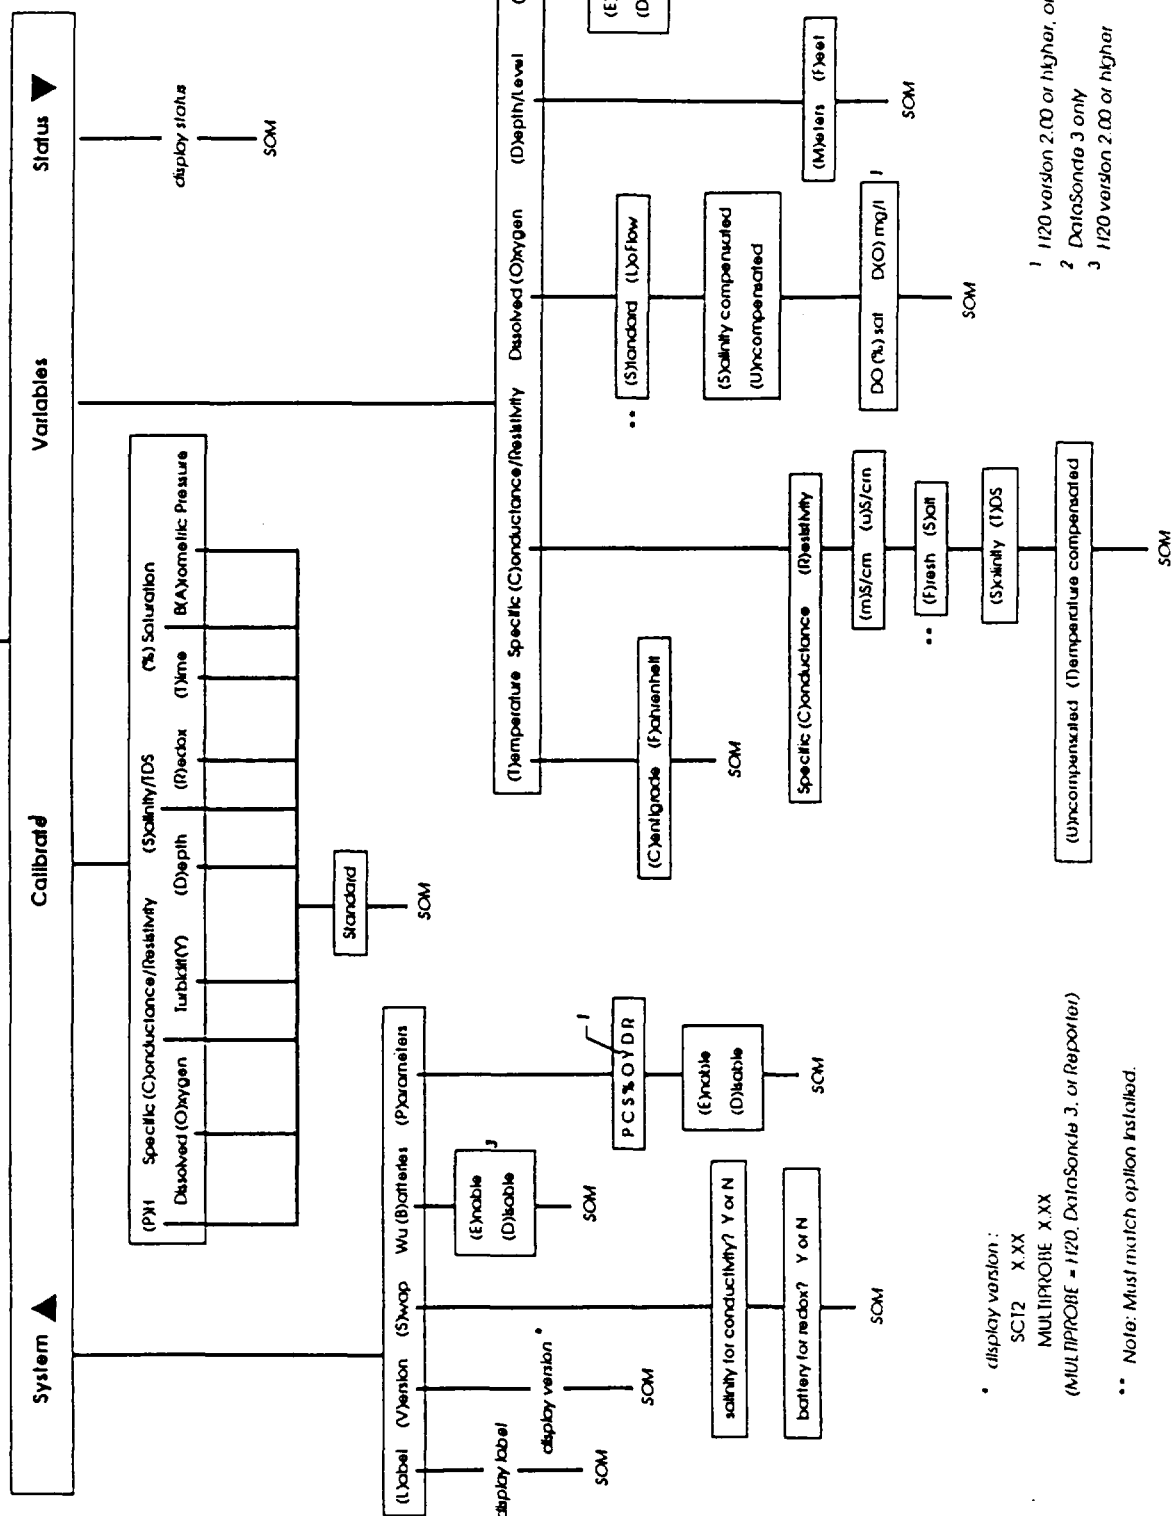 System Calibrate Variables Status
display status
SOM
(P)H Specific (C)onductance/Resistivity (S)alinity/TDS (%) Saturation
Dissolved (O)xygen Turbidit(Y) (D)epth (R)edox (T)ime B(A)rometric Pressure
Standard
SOM
(L)abel (V)ersion (S)wap Wu (B)atteries (P)arameters
display label
SOM
display version *
SOM
salinity for conductivity? Y or N
battery for redox? Y or N
SOM
(E)nable
(D)isable
3
SOM
1
P C S % O Y D R
(E)nable
(D)isable
SOM
(T)emperature Specific (C)onductance/Resistivity Dissolved (O)xygen (D)epth/Level
(C)entigrade (F)ahrenheit
SOM
Specific (C)onductance (R)esistivity
(m)S/cm (u)S/cm
** (F)resh (S)alt
(S)alinity (T)DS
(U)ncompensated (T)emperature compensated
SOM
** (S)tandard (L)oFlow
(S)alinity compensated
(U)ncompensated
DO (%) sat D(O) mg/l 1
SOM
(M)eters (F)eet
SOM
(E)
(D)
* display version :
SCT2 X.XX
MULTIPROBE X.XX
(MULTIPROBE = H20, DataSonde 3, or Reporter)
** Note: Must match option installed.
1 H20 version 2.00 or higher, or
2 DataSonde 3 only
3 H20 version 2.00 or higher